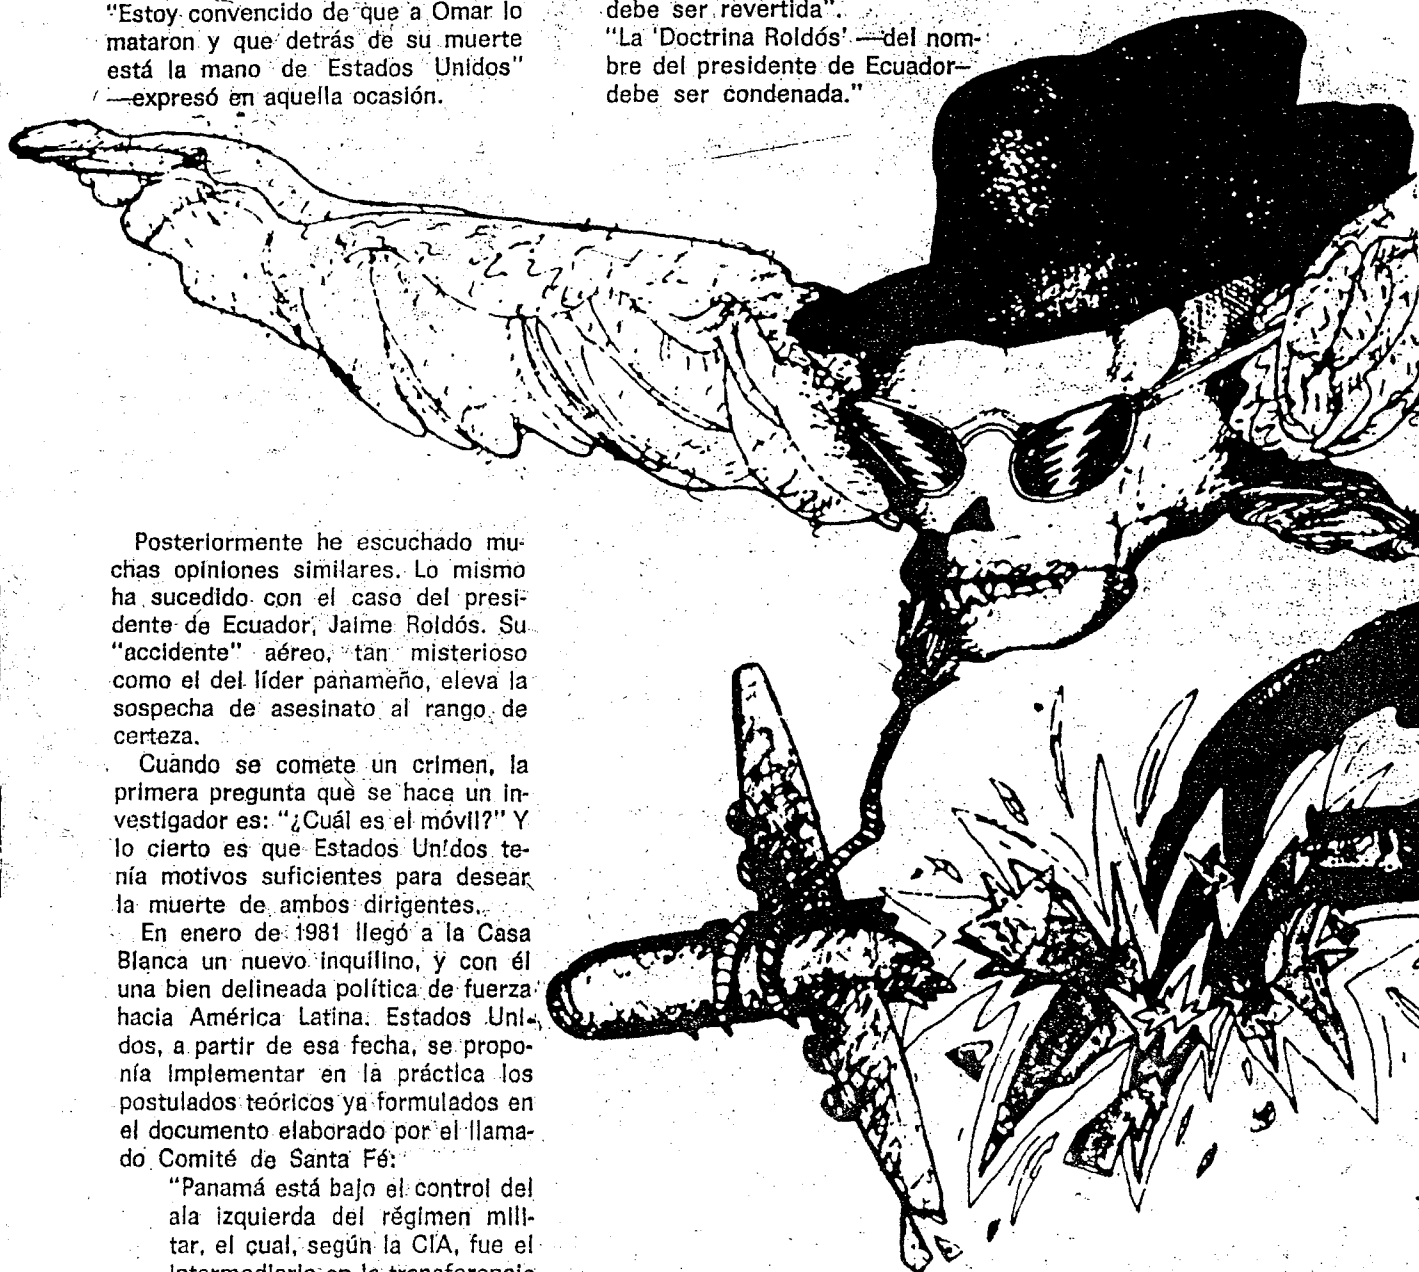 "Estoy convencido de que a Omar lo
mataron y que detrás de su muerte
está la mano de Estados Unidos"
—expresó en aquella ocasión.
Posteriormente he escuchado mu-
chas opiniones similares. Lo mismo
ha sucedido con el caso del presi-
dente de Ecuador, Jaime Roldós. Su
"accidente" aéreo, tan misterioso
como el del líder panameño, eleva la
sospecha de asesinato al rango de
certeza.
Cuando se comete un crimen, la
primera pregunta que se hace un in-
vestigador es: "¿Cuál es el móvil?" Y
lo cierto es que Estados Unidos te-
nía motivos suficientes para desear
la muerte de ambos dirigentes.
En enero de 1981 llegó a la Casa
Blanca un nuevo inquilino, y con él
una bien delineada política de fuerza
hacia América Latina. Estados Uni-
dos, a partir de esa fecha, se propo-
nía implementar en la práctica los
postulados teóricos ya formulados en
el documento elaborado por el llama-
do Comité de Santa Fé:
"Panamá está bajo el control del
ala izquierda del régimen mili-
tar, el cual, según la CIA, fue el
intermediario en la transferencia
debe ser revertida".
"La 'Doctrina Roldós' —del nom-
bre del presidente de Ecuador—
debe ser condenada."